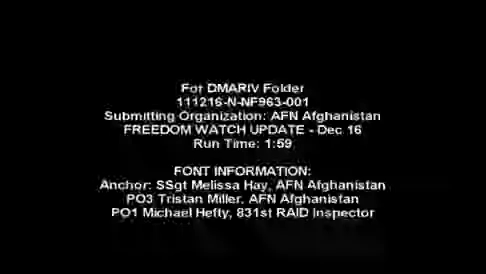 For DMARIV Folder
111216-N-NF963-001
Submitting Organization: AFN Afghanistan
FREEDOM WATCH UPDATE - Dec 16
Run Time: 1:59
FONT INFORMATION:
Anchor: SSgt Melissa Hay, AFN Afghanistan
PO3 Tristan Miller, AFN Afghanistan
PO1 Michael Hefty, 831st RAID Inspector